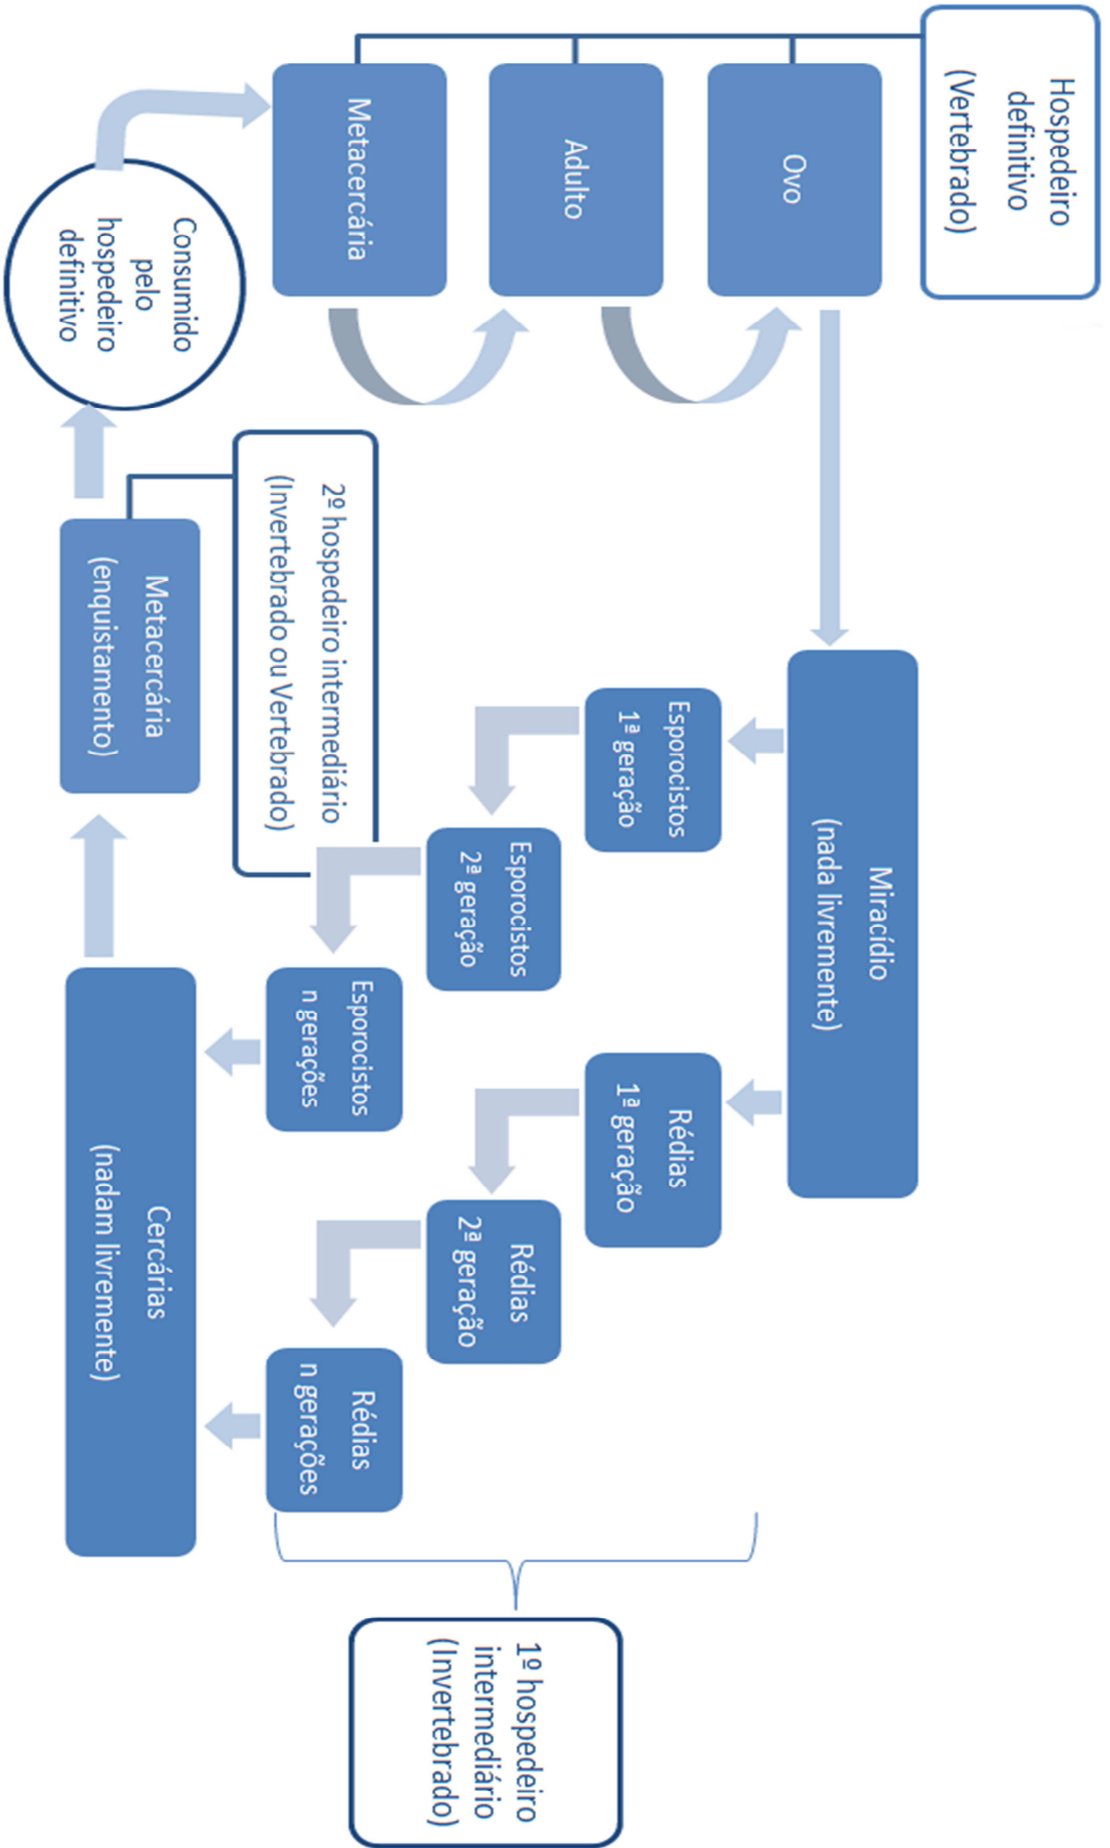 Hospedeiro
definitivo
(Vertebrado)
Ovo
Adulto
Metacercária
Consumido
pelo
hospedeiro
definitivo
Miracídio
(nada livremente)
Esporocistos
1ª geração
Esporocistos
2ª geração
Esporocistos
n gerações
Rédias
1ª geração
Rédias
2ª geração
Rédias
n gerações
1º hospedeiro
intermediário
(Invertebrado)
2º hospedeiro intermediário
(Invertebrado ou Vertebrado)
Metacercária
(enquistamento)
Cercárias
(nadam livremente)